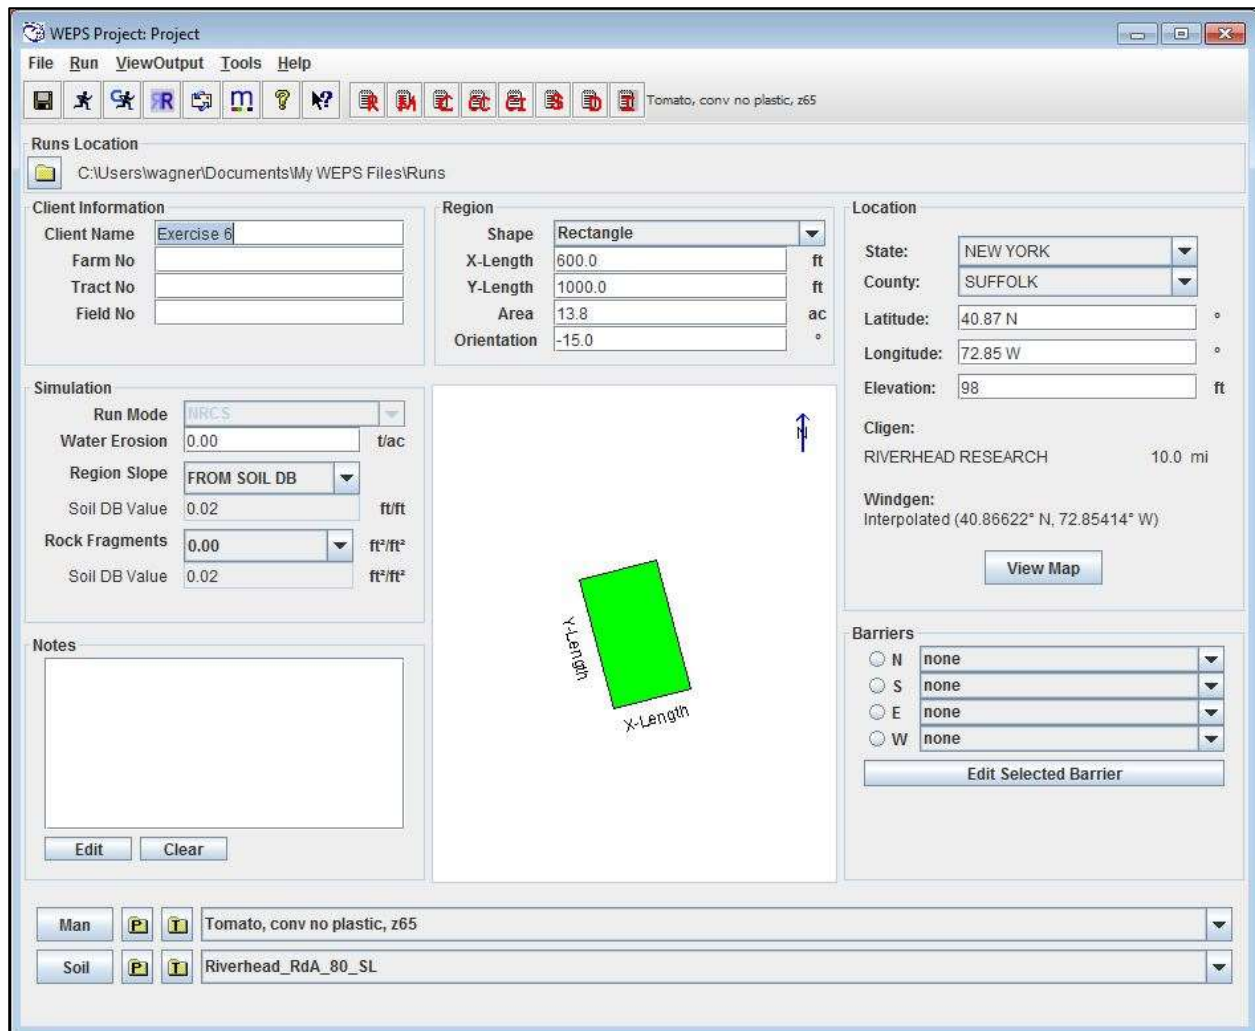 WEPS Project: Project
File Run ViewOutput Tools Help
R M C CC CI S D I Tomato, conv no plastic, z65
Runs Location
C:\Users\wagner\Documents\My WEPS Files\Runs
Client Information
Client Name Exercise 6
Farm No
Tract No
Field No
Region
Shape Rectangle
X-Length 600.0 ft
Y-Length 1000.0 ft
Area 13.8 ac
Orientation -15.0 °
Location
State: NEW YORK
County: SUFFOLK
Latitude: 40.87 N °
Longitude: 72.85 W °
Elevation: 98 ft
Cligen:
RIVERHEAD RESEARCH 10.0 mi
Windgen:
Interpolated (40.86622° N, 72.85414° W)
View Map
Simulation
Run Mode NRCS
Water Erosion 0.00 t/ac
Region Slope FROM SOIL DB
Soil DB Value 0.02 ft/ft
Rock Fragments 0.00 ft²/ft²
Soil DB Value 0.02 ft²/ft²
N
Y-Length
X-Length
Notes
Edit Clear
Barriers
N none
S none
E none
W none
Edit Selected Barrier
Man P T Tomato, conv no plastic, z65
Soil P T Riverhead_RdA_80_SL